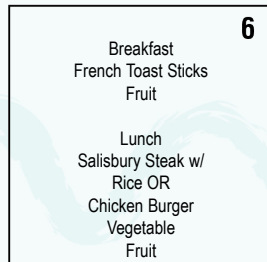 6
Breakfast
French Toast Sticks
Fruit
Lunch
Salisbury Steak w/
Rice OR
Chicken Burger
Vegetable
Fruit